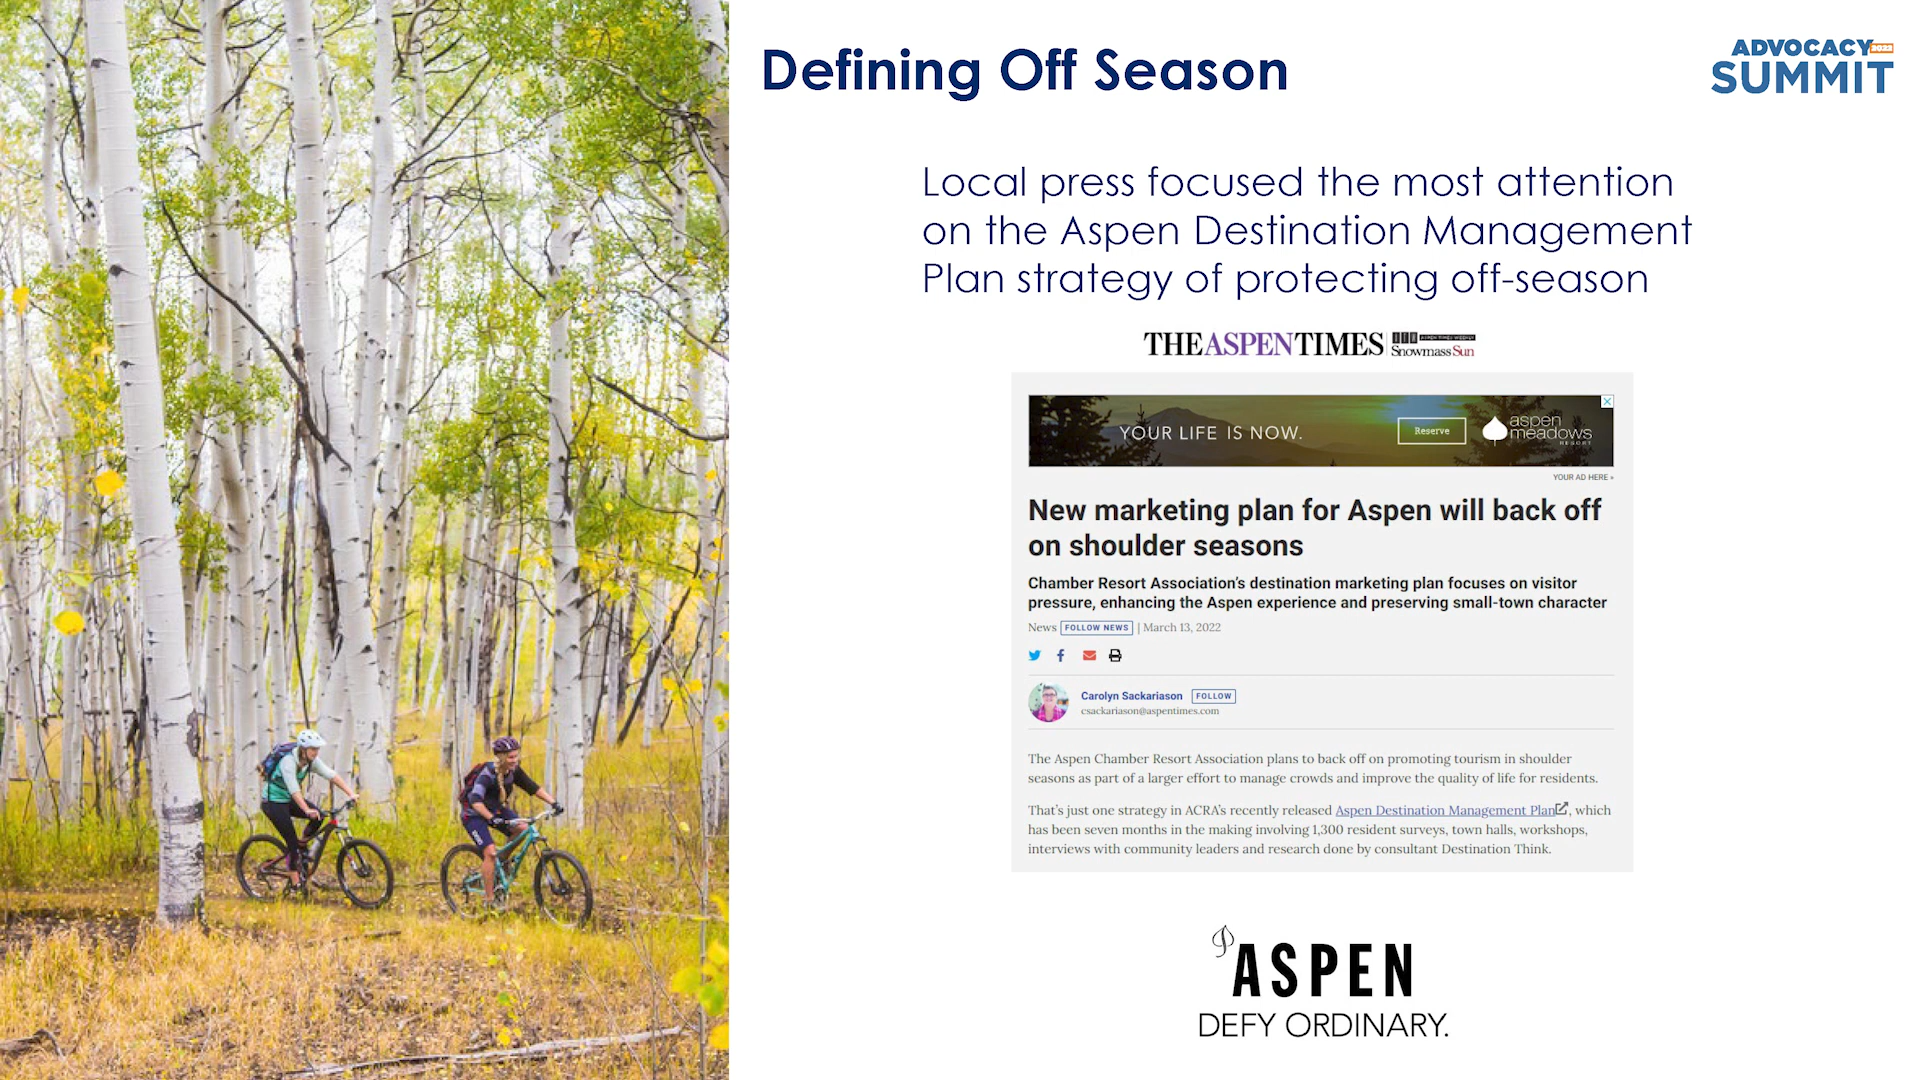 Defining Off Season
ADVOCACY 2022
SUMMIT
Local press focused the most attention
on the Aspen Destination Management
Plan strategy of protecting off-season
THE ASPEN TIMES
Snowmass Sun
YOUR LIFE IS NOW.
Reserve
aspen
meadows
RESORT
YOUR AD HERE »
New marketing plan for Aspen will back off
on shoulder seasons
Chamber Resort Association's destination marketing plan focuses on visitor
pressure, enhancing the Aspen experience and preserving small-town character
News FOLLOW NEWS | March 13, 2022
Carolyn Sackariason FOLLOW
csackariason@aspentimes.com
The Aspen Chamber Resort Association plans to back off on promoting tourism in shoulder
seasons as part of a larger effort to manage crowds and improve the quality of life for residents.
That's just one strategy in ACRA's recently released Aspen Destination Management Plan, which
has been seven months in the making involving 1,300 resident surveys, town halls, workshops,
interviews with community leaders and research done by consultant Destination Think.
ASPEN
DEFY ORDINARY.